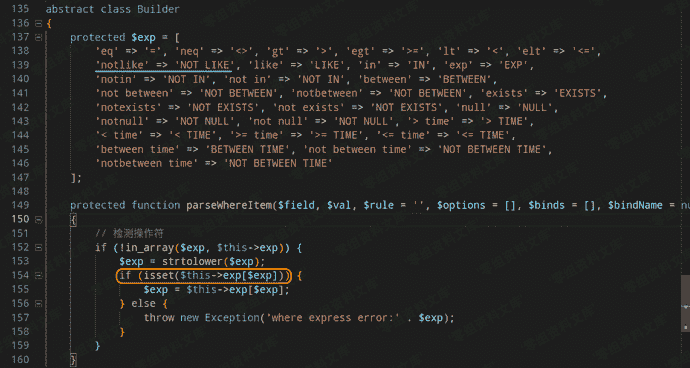 135 abstract class Builder
136 {
137 protected $exp = [
138 'eq' => '=', 'neq' => '<>', 'gt' => '>', 'egt' => '>=', 'lt' => '<', 'elt' => '<=',
139 'notlike' => 'NOT LIKE', 'like' => 'LIKE', 'in' => 'IN', 'exp' => 'EXP',
140 'notin' => 'NOT IN', 'not in' => 'NOT IN', 'between' => 'BETWEEN',
141 'not between' => 'NOT BETWEEN', 'notbetween' => 'NOT BETWEEN', 'exists' => 'EXISTS',
142 'notexists' => 'NOT EXISTS', 'not exists' => 'NOT EXISTS', 'null' => 'NULL',
143 'notnull' => 'NOT NULL', 'not null' => 'NOT NULL', '> time' => '> TIME',
144 '< time' => '< TIME', '>= time' => '>= TIME', '<= time' => '<= TIME',
145 'between time' => 'BETWEEN TIME', 'not between time' => 'NOT BETWEEN TIME',
146 'notbetween time' => 'NOT BETWEEN TIME'
147 ];
148
149 protected function parseWhereItem($field, $val, $rule = '', $options = [], $binds = [], $bindName = nu
150 {
151 // 检测操作符
152 if (!in_array($exp, $this->exp)) {
153 $exp = strtolower($exp);
154 if (isset($this->exp[$exp])) {
155 $exp = $this->exp[$exp];
156 } else {
157 throw new Exception('where express error:' . $exp);
158 }
159 }
160 }